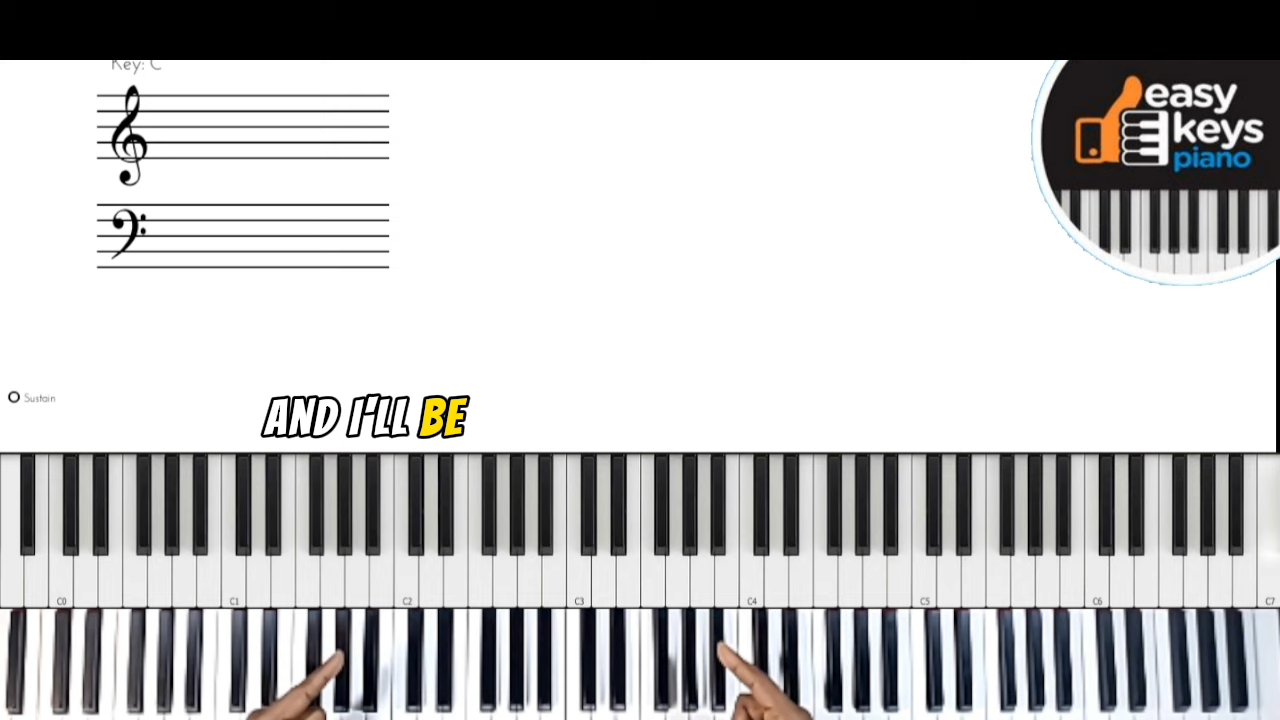 Key: C
easy
keys
piano
Sustain
AND I'LL BE
C0 C1 C2 C3 C4 C5 C6 C7